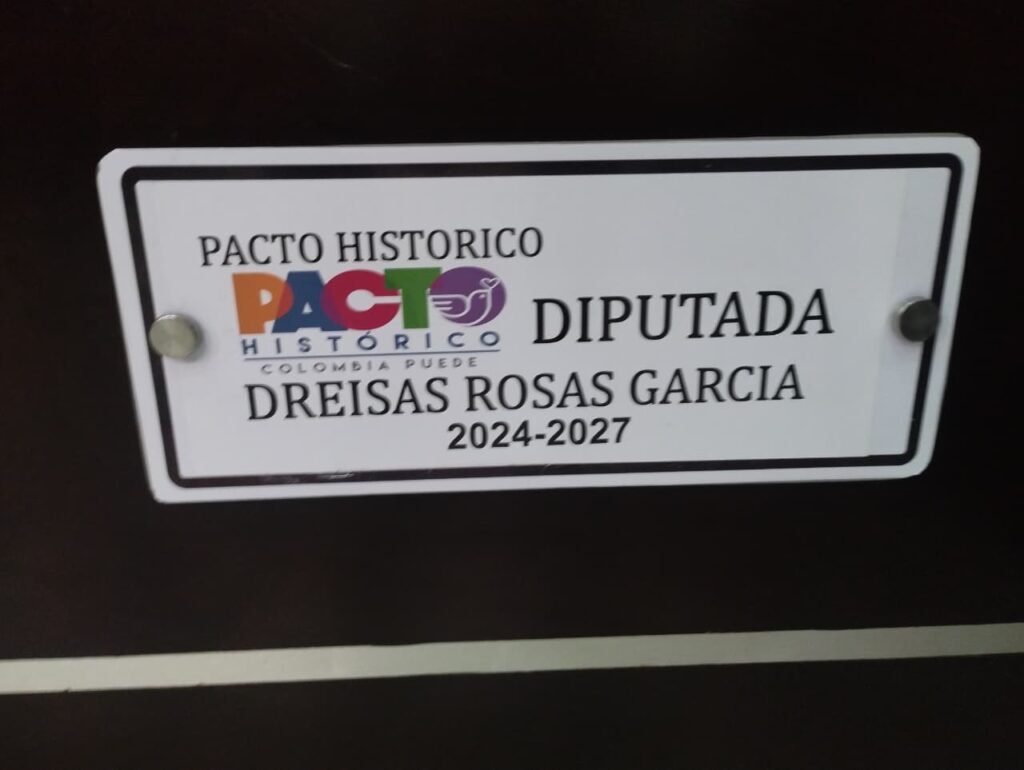 PACTO HISTORICO
PACTO
HISTÓRICO
COLOMBIA PUEDE
DIPUTADA
DREISAS ROSAS GARCIA
2024-2027